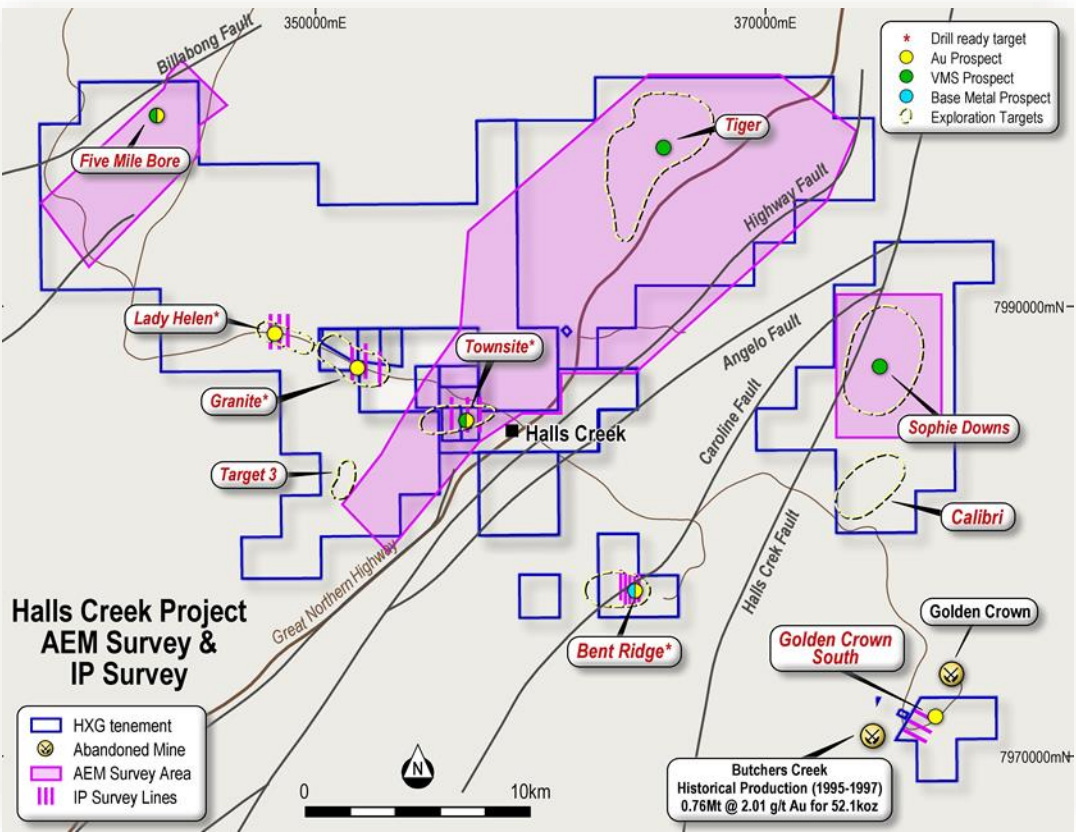 350000mE
370000mE
Billabong Fault
* Drill ready target
Au Prospect
VMS Prospect
Base Metal Prospect
Exploration Targets
Tiger
Five Mile Bore
Highway Fault
7990000mN
Lady Helen*
Townsite*
Angelo Fault
Granite*
Caroline Fault
Sophie Downs
Halls Creek
Target 3
Calibri
Halls Crek Fault
Great Northern Highway
Halls Creek Project
AEM Survey &
IP Survey
Golden Crown
Bent Ridge*
Golden Crown
South
HXG tenement
Abandoned Mine
AEM Survey Area
IP Survey Lines
N
0
10km
7970000mN
Butchers Creek
Historical Production (1995-1997)
0.76Mt @ 2.01 g/t Au for 52.1koz